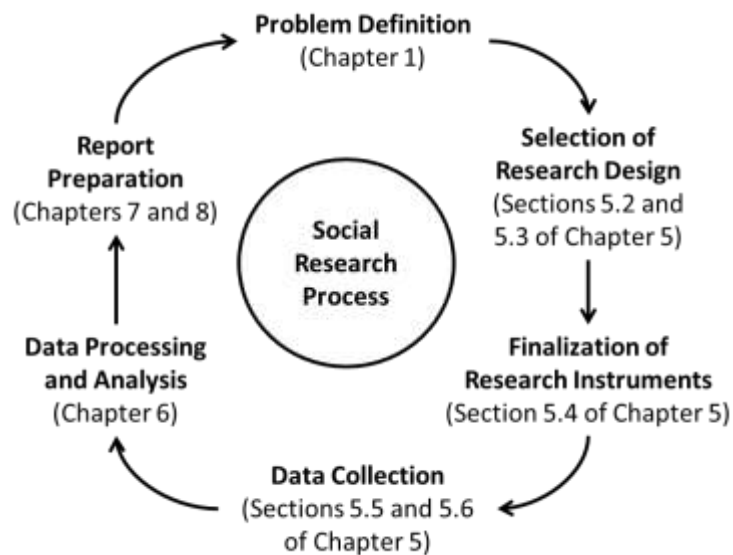 Problem Definition
(Chapter 1)
Selection of
Research Design
(Sections 5.2 and
5.3 of Chapter 5)
Finalization of
Research Instruments
(Section 5.4 of Chapter 5)
Data Collection
(Sections 5.5 and 5.6
of Chapter 5)
Data Processing
and Analysis
(Chapter 6)
Report
Preparation
(Chapters 7 and 8)
Social
Research
Process